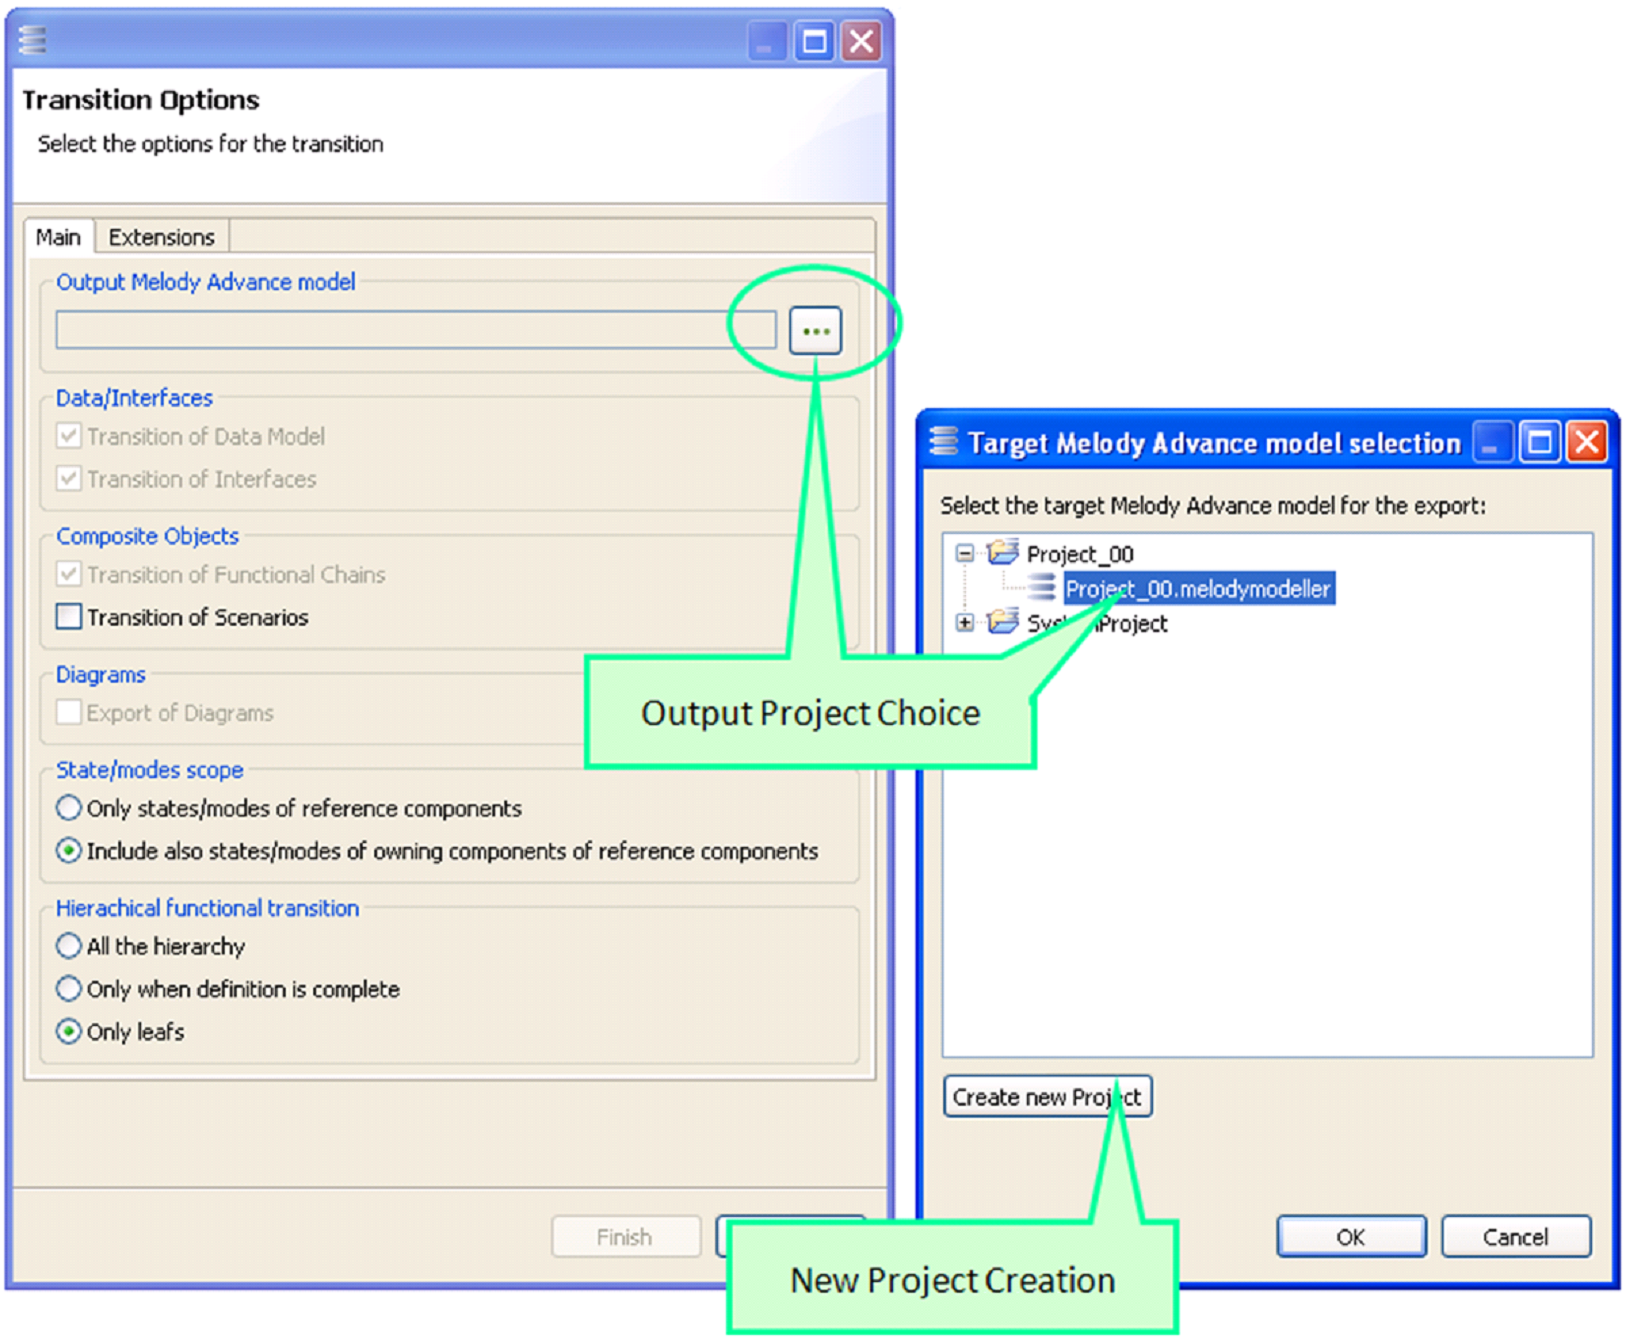 Transition Options
Select the options for the transition
Main
Extensions
Output Melody Advance model
...
Data/Interfaces
Transition of Data Model
Transition of Interfaces
Composite Objects
Transition of Functional Chains
Transition of Scenarios
Diagrams
Export of Diagrams
State/modes scope
Only states/modes of reference components
Include also states/modes of owning components of reference components
Hierachical functional transition
All the hierarchy
Only when definition is complete
Only leafs
Finish
Target Melody Advance model selection
Select the target Melody Advance model for the export:
Project_00
Project_00.melodymodeller
Project
Output Project Choice
Create new Project
OK
Cancel
New Project Creation